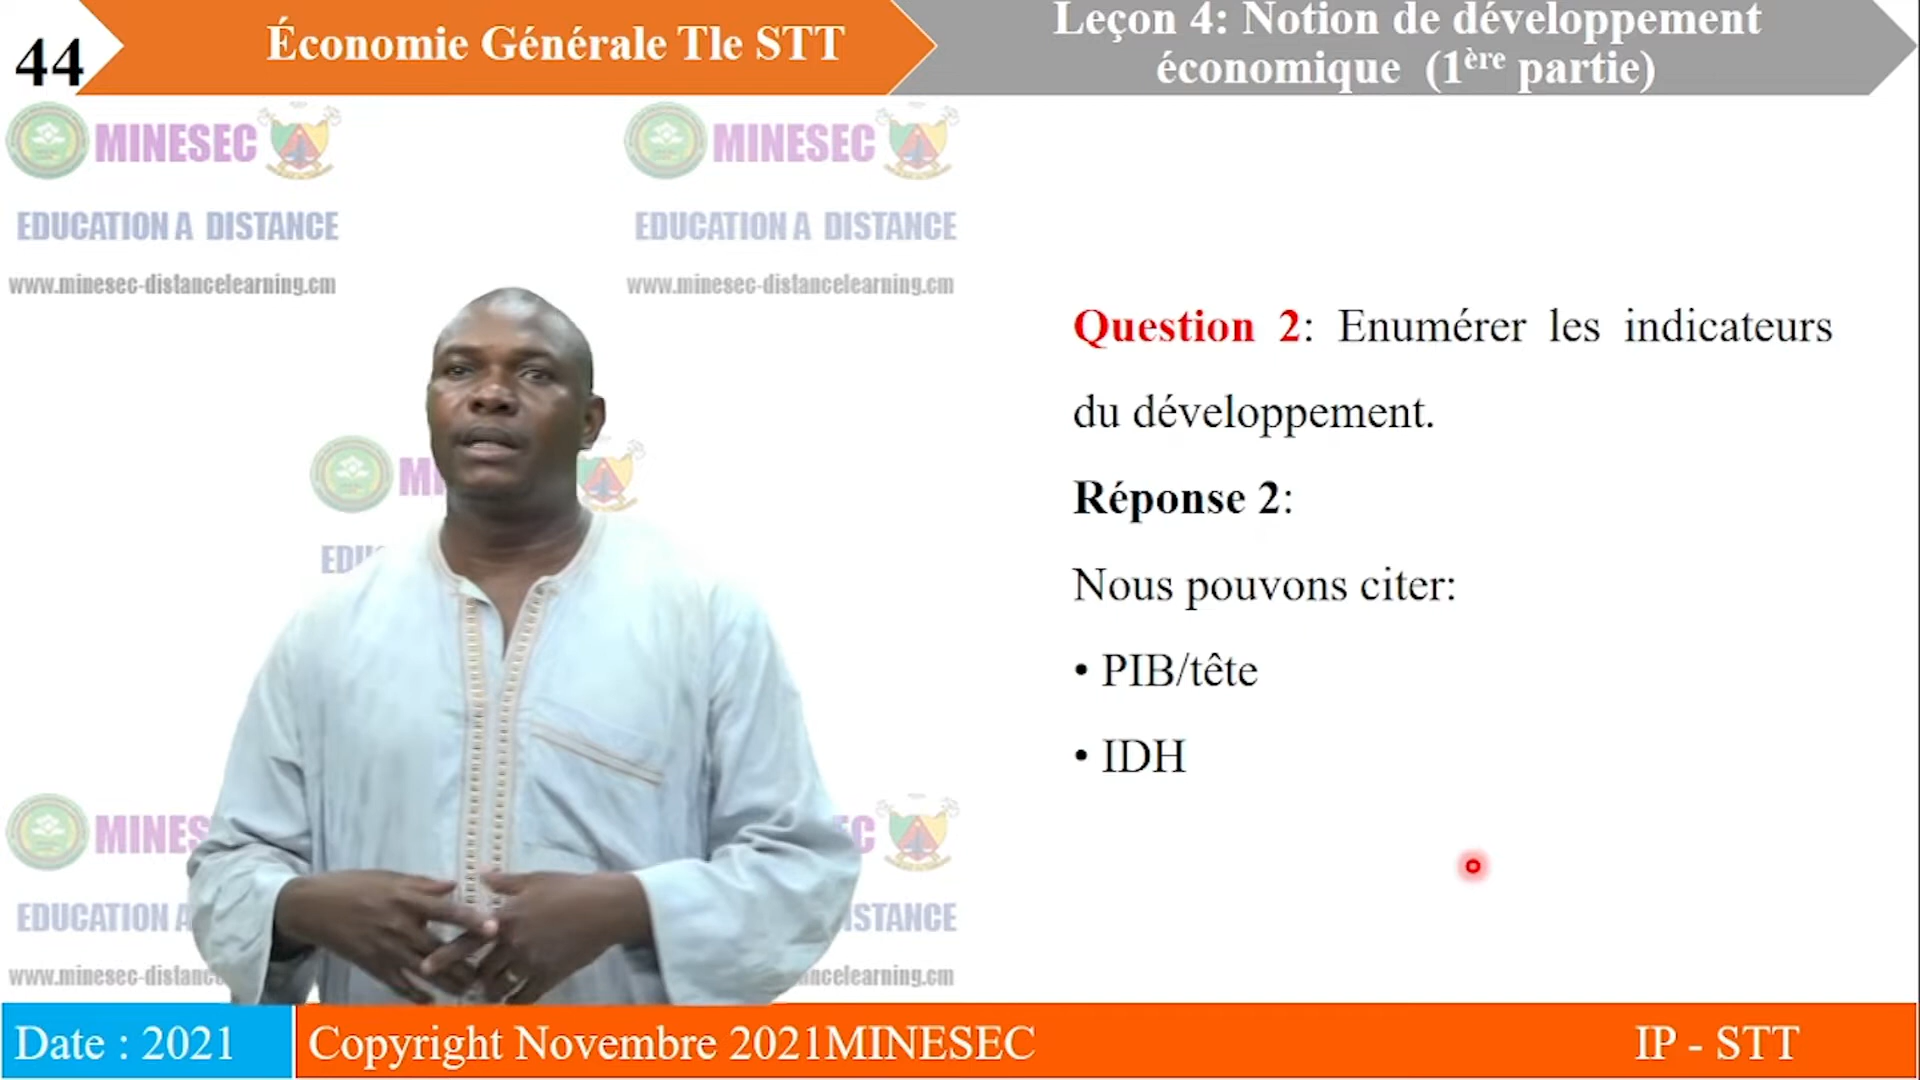 44
Économie Générale Tle STT
Leçon 4: Notion de développement
économique (1ère partie)
MINESEC
EDUCATION A DISTANCE
www.minesec-distancelearning.cm
MINESEC
EDUCATION A DISTANCE
www.minesec-distancelearning.cm
Question 2: Enumérer les indicateurs
du développement.
Réponse 2:
Nous pouvons citer:
• PIB/tête
• IDH
Date : 2021
Copyright Novembre 2021MINESEC
IP - STT